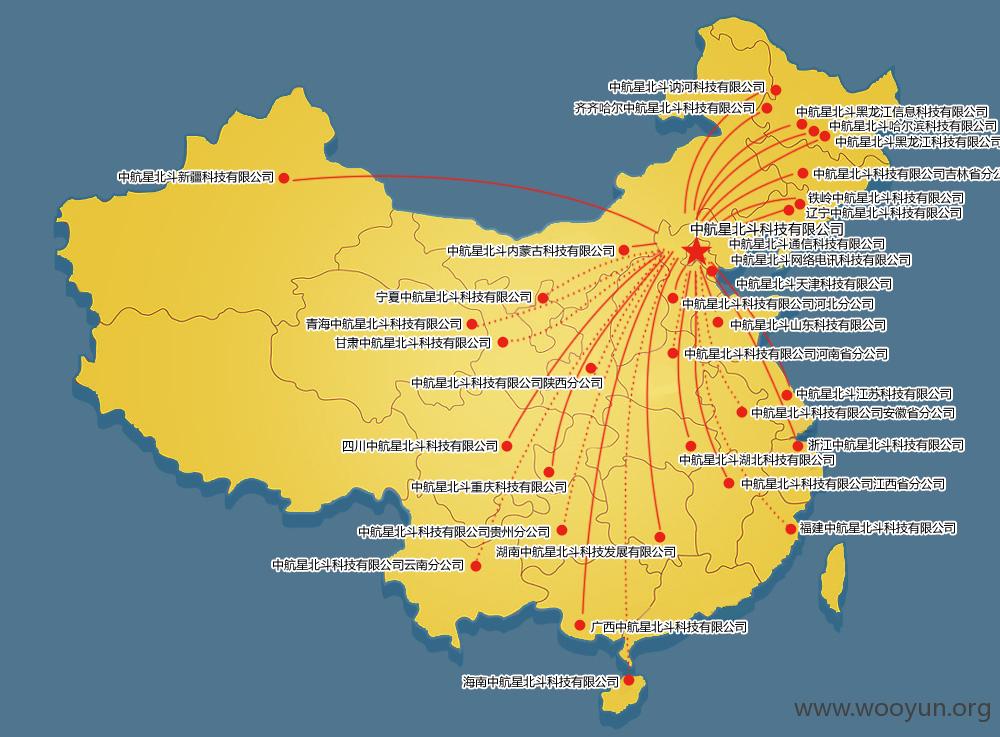 中航星北斗讷河科技有限公司
齐齐哈尔中航星北斗科技有限公司
中航星北斗黑龙江信息科技有限公司
中航星北斗哈尔滨科技有限公司
中航星北斗黑龙江科技有限公司
中航星北斗新疆科技有限公司
中航星北斗科技有限公司吉林省分公
铁岭中航星北斗科技有限公司
辽宁中航星北斗科技有限公司
中航星北斗科技有限公司
中航星北斗通信科技有限公司
中航星北斗内蒙古科技有限公司
中航星北斗网络电讯科技有限公司
中航星北斗天津科技有限公司
宁夏中航星北斗科技有限公司
中航星北斗科技有限公司河北分公司
青海中航星北斗科技有限公司
中航星北斗山东科技有限公司
甘肃中航星北斗科技有限公司
中航星北斗科技有限公司河南省分公司
中航星北斗科技有限公司陕西分公司
中航星北斗江苏科技有限公司
中航星北斗科技有限公司安徽省分公司
四川中航星北斗科技有限公司
浙江中航星北斗科技有限公司
中航星北斗湖北科技有限公司
中航星北斗重庆科技有限公司
中航星北斗科技有限公司江西省分公司
中航星北斗科技有限公司贵州分公司
福建中航星北斗科技有限公司
湖南中航星北斗科技发展有限公司
中航星北斗科技有限公司云南分公司
广西中航星北斗科技有限公司
海南中航星北斗科技有限公司
www.wooyun.org